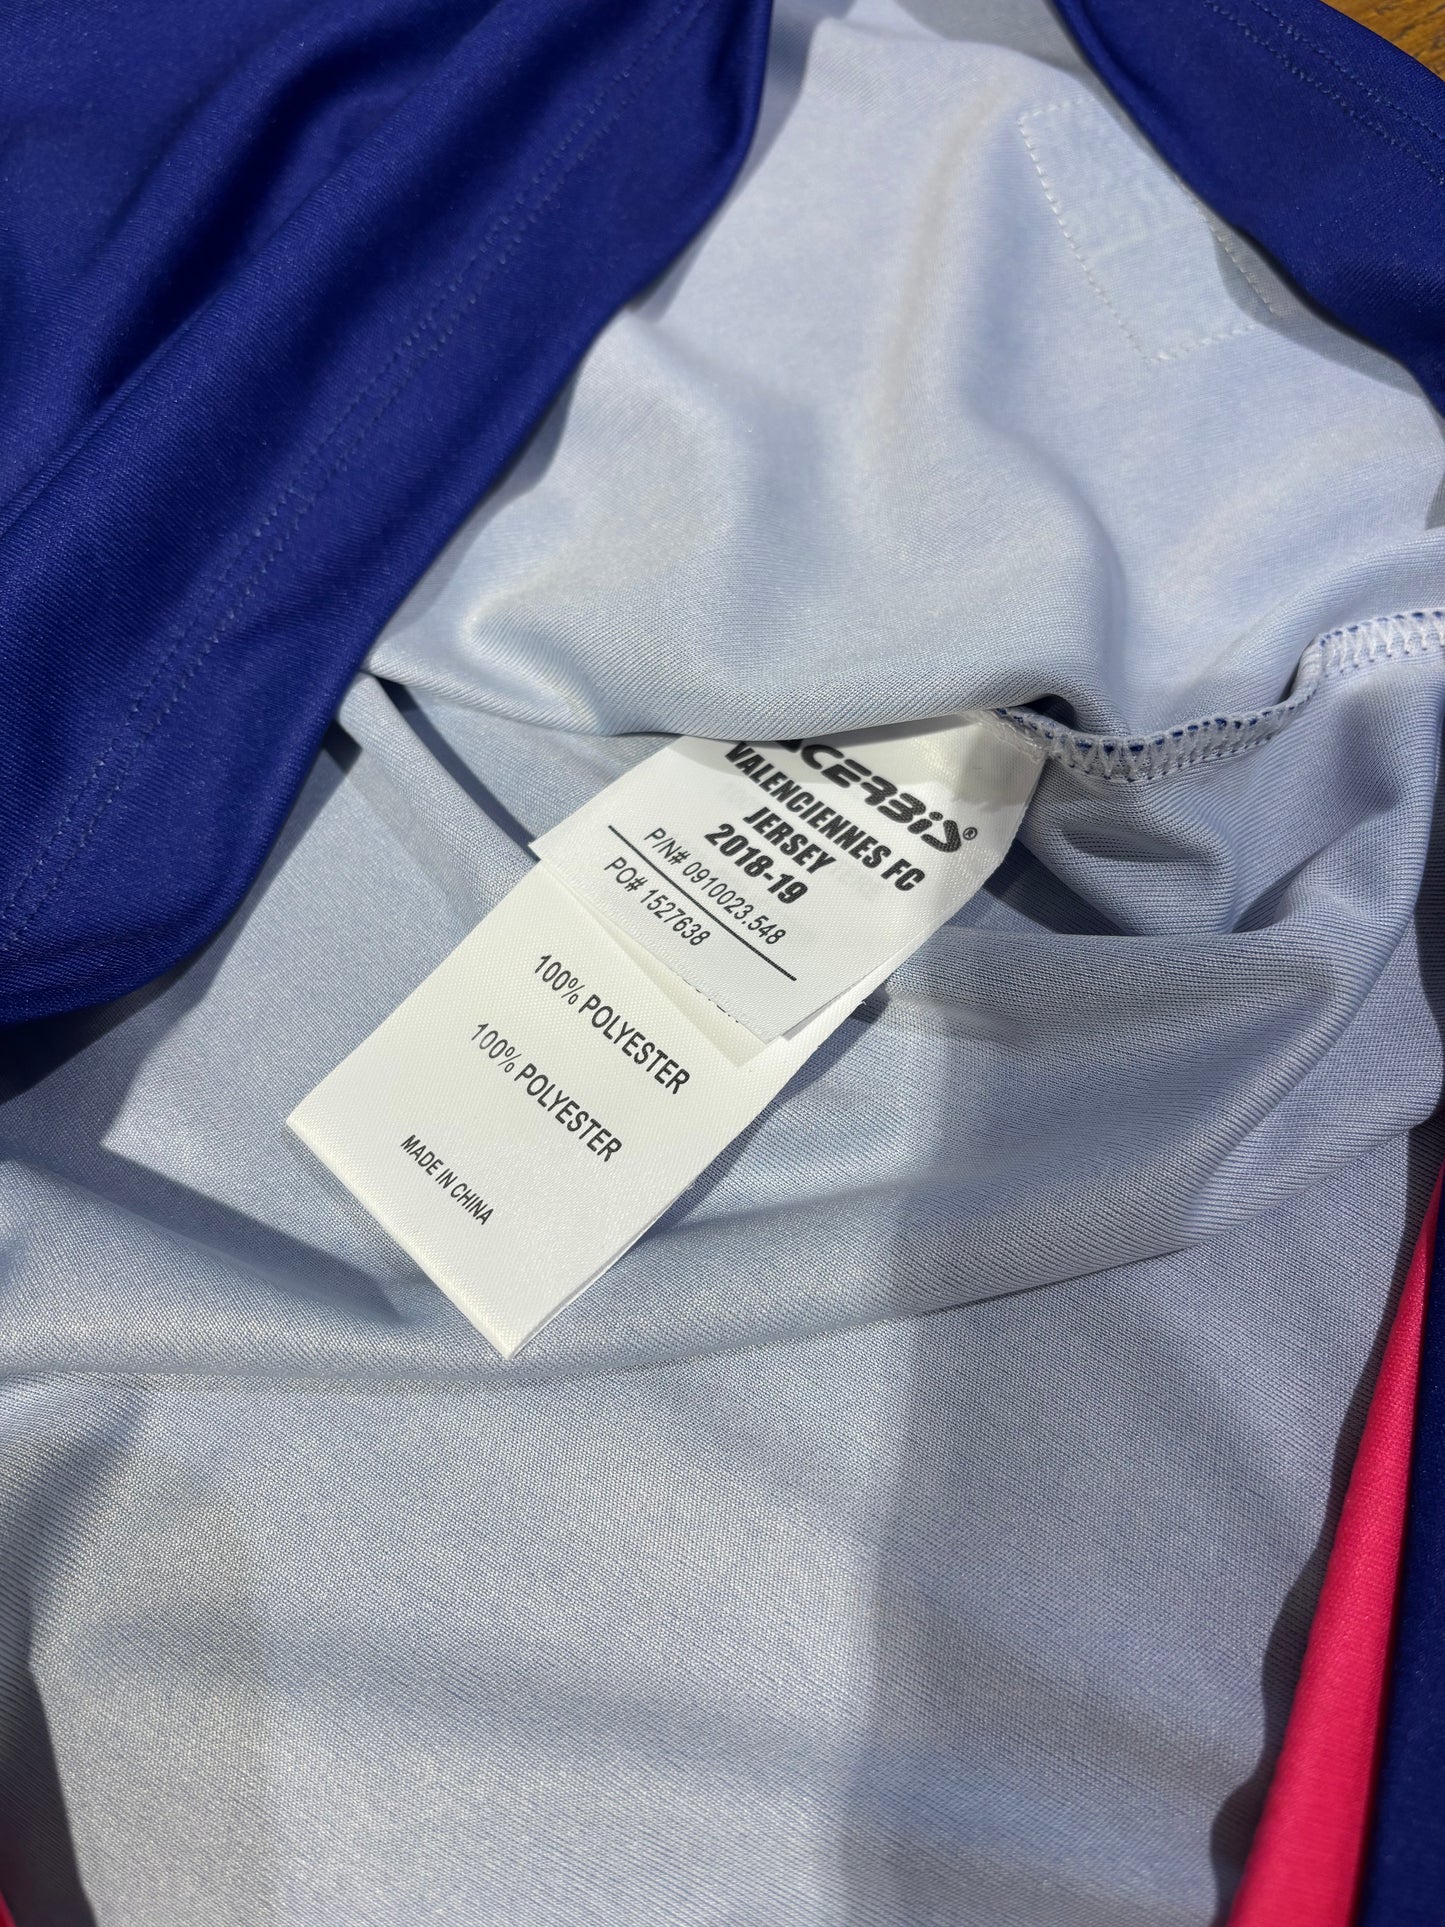 ACERBIS®
VALENCIENNES FC
JERSEY
2018-19
P/N# 0910023.548
PO# 1527638
100% POLYESTER
100% POLYESTER
MADE IN CHINA